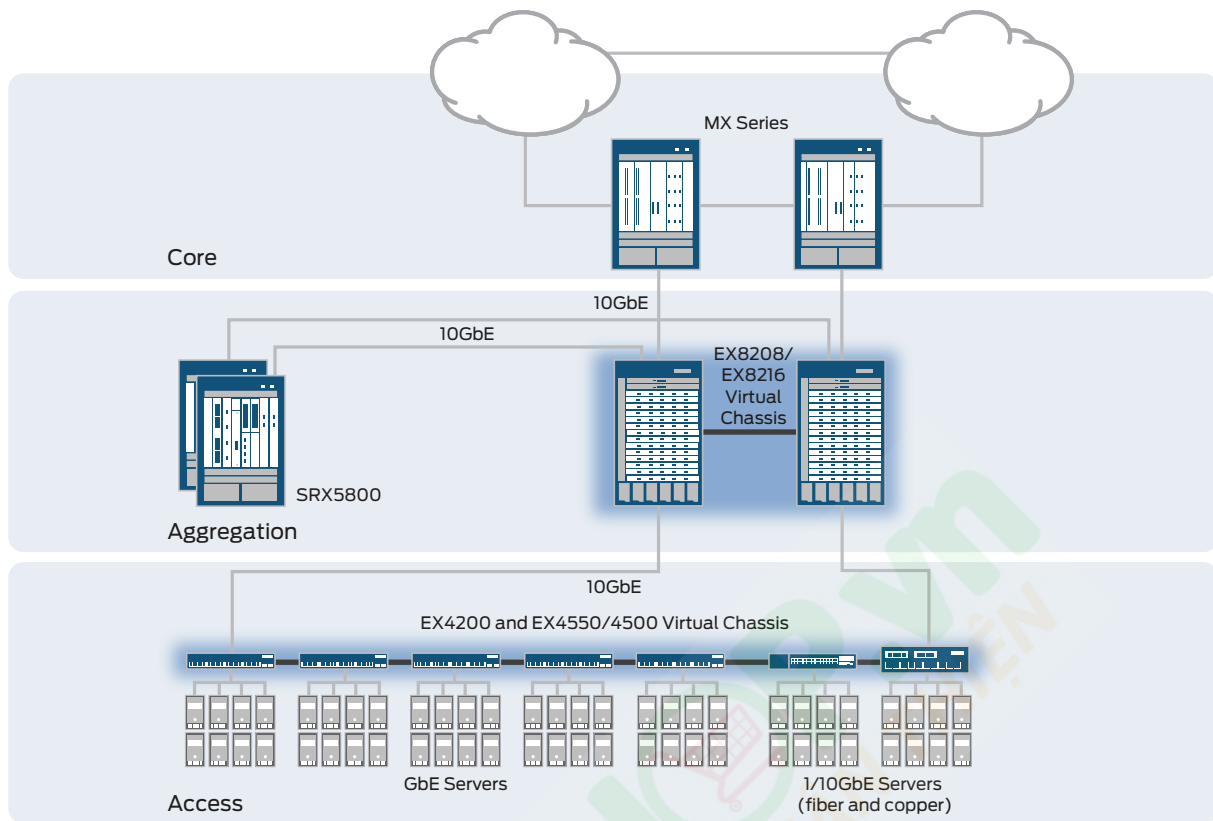 MX Series
Core
10GbE
10GbE
EX8208/
EX8216
Virtual
Chassis
SRX5800
Aggregation
10GbE
EX4200 and EX4550/4500 Virtual Chassis
GbE Servers
1/10GbE Servers
(fiber and copper)
Access